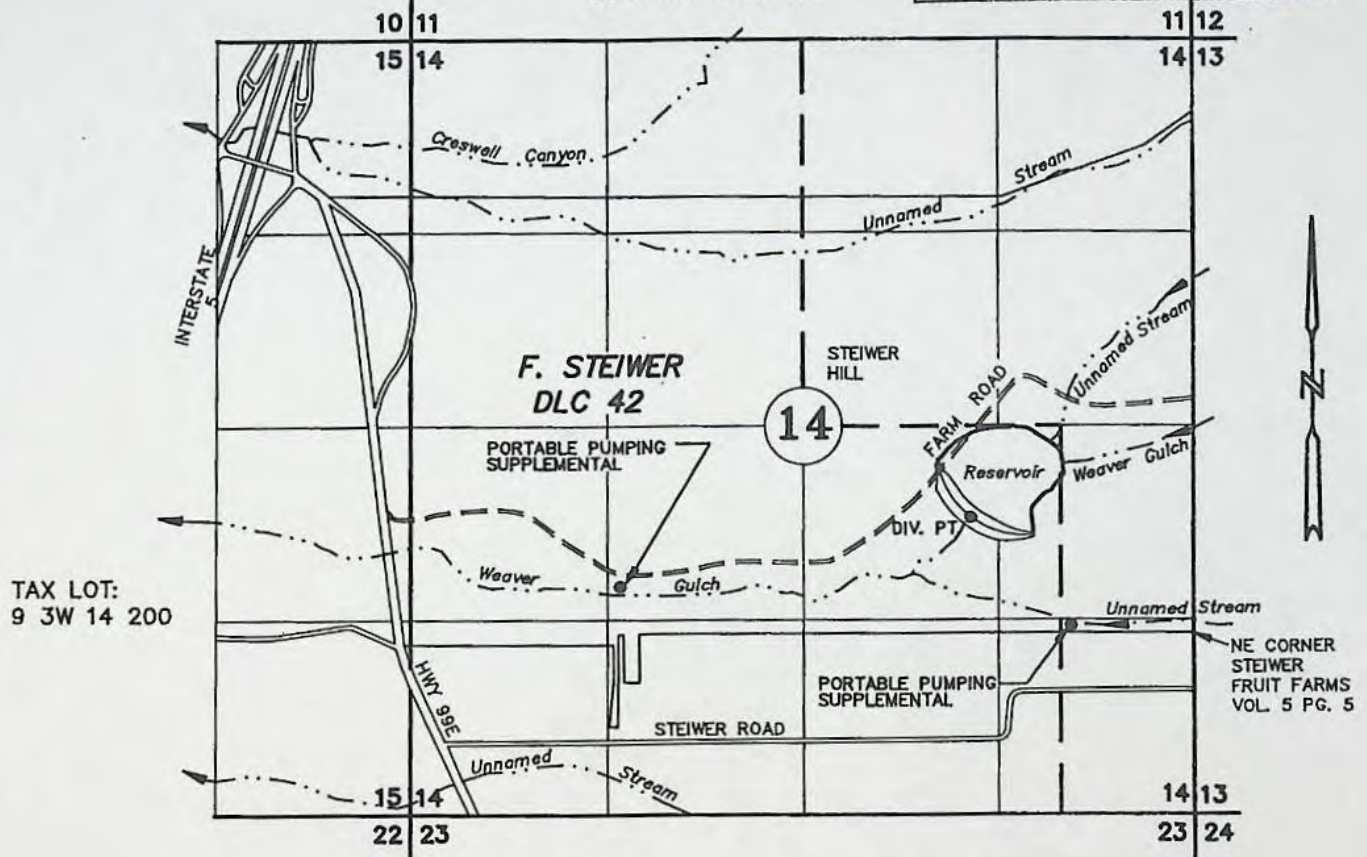 10 11
11 12
15 14
14 13
Creswell Canyon
Stream
Unnamed
INTERSTATE
5
Unnamed Stream
F. STEIWER
DLC 42
STEIWER
HILL
FARM ROAD
14
N
PORTABLE PUMPING
SUPPLEMENTAL
Reservoir
Weaver Gulch
DIV. PT
Weaver Gulch
TAX LOT:
9 3W 14 200
Unnamed Stream
NE CORNER
STEIWER
FRUIT FARMS
VOL. 5 PG. 5
HWY 99E
PORTABLE PUMPING
SUPPLEMENTAL
STEIWER ROAD
Unnamed Stream
15 14
14 13
22 23
23 24